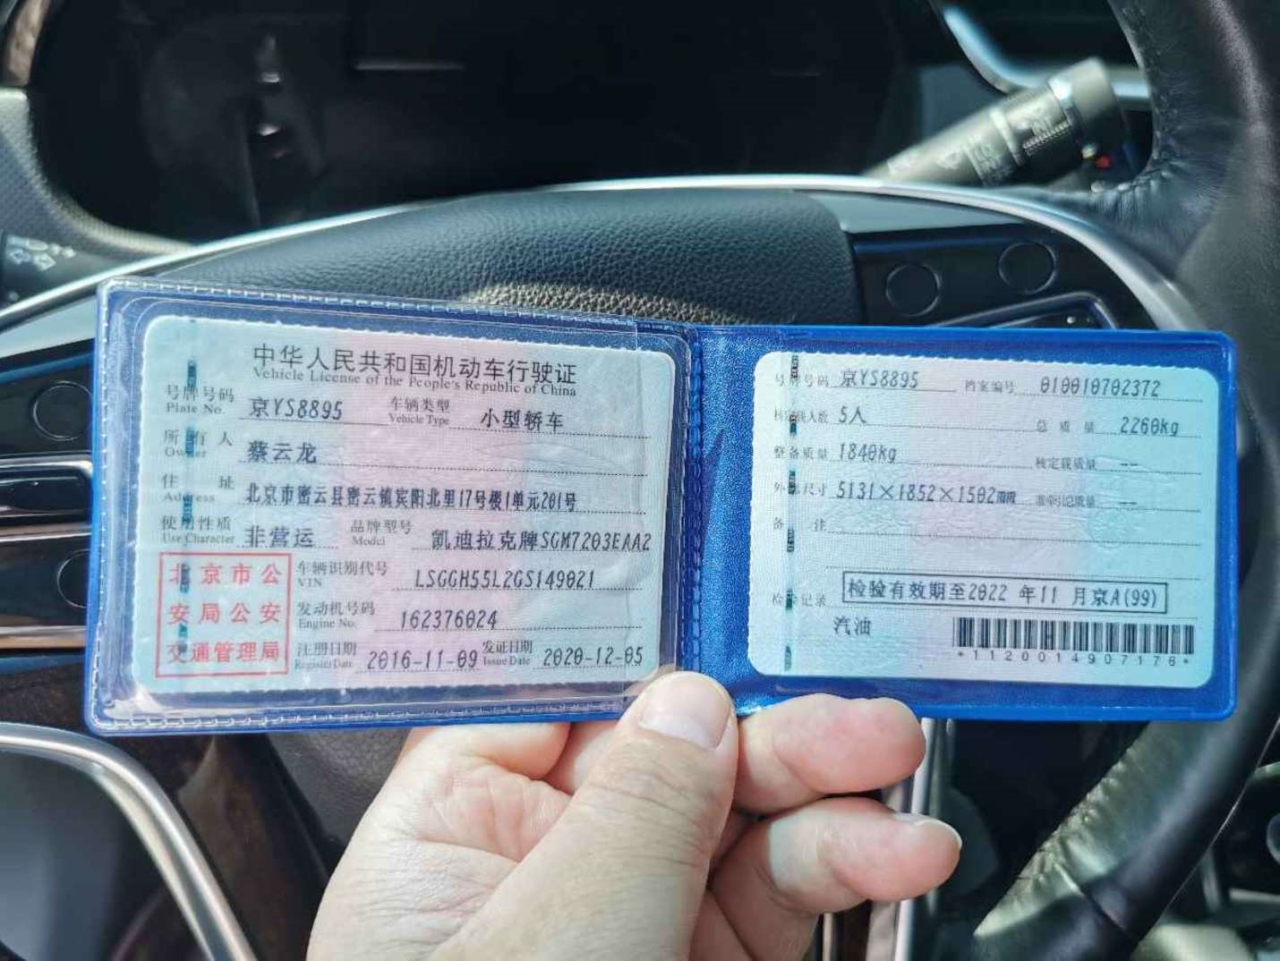 中华人民共和国机动车行驶证
Vehicle License of the People's Republic of China
号牌号码 京YS8895 车辆类型 小型轿车
Plate No. Vehicle Type
所有人 蔡云龙
Owner
住址 北京市密云县密云镇宾阳北里17号楼1单元201号
Address
使用性质 非营运 品牌型号 凯迪拉克牌SGM7203EAA2
Use Character Model
北京市公
安局公安
交通管理局
车辆识别代号 LSGGH55L2GS149021
VIN
发动机号码 162376024
Engine No.
注册日期 2016-11-09 发证日期 2020-12-05
Register Date Issue Date
号牌号码 京YS8895 档案编号 010010702372
核定载人数 5人 总质量 2260kg
整备质量 1840kg 核定载质量 --
外廓尺寸 5131×1852×1502mm 准牵引总质量 --
备注
检验记录 检验有效期至2022年11月京A(99)
汽油
*1120014907176*